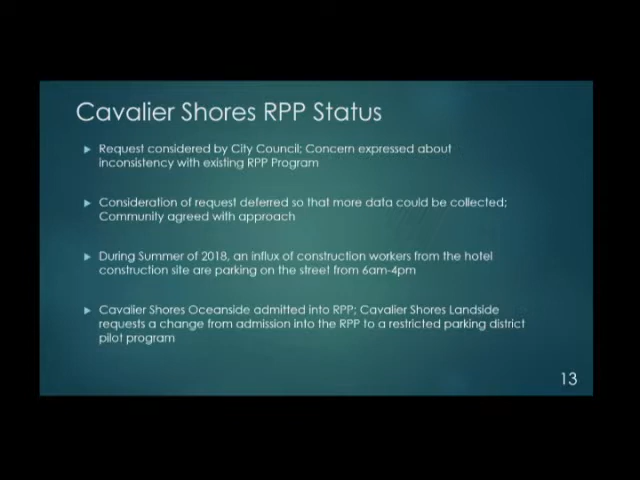 Cavalier Shores RPP Status
Request considered by City Council; Concern expressed about
inconsistency with existing RPP Program
Consideration of request deferred so that more data could be collected;
Community agreed with approach
During Summer of 2018, an influx of construction workers from the hotel
construction site are parking on the street from 6am-4pm
Cavalier Shores Oceanside admitted into RPP; Cavalier Shores Landside
requests a change from admission into the RPP to a restricted parking district
pilot program
13